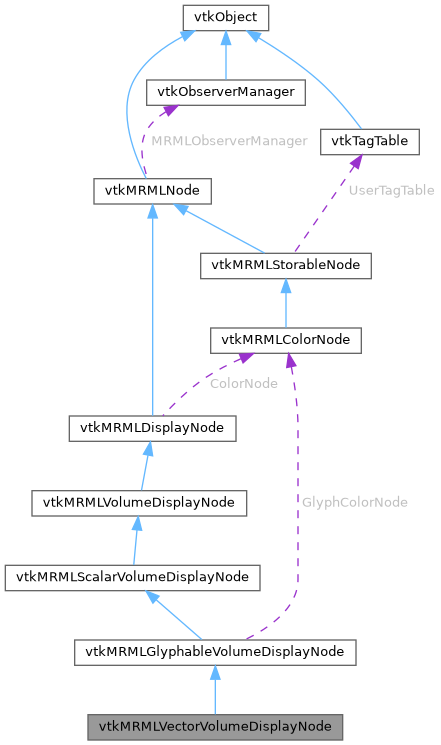 vtkObject
vtkObserverManager
MRMLObserverManager
vtkTagTable
vtkMRMLNode
UserTagTable
vtkMRMLStorableNode
vtkMRMLColorNode
ColorNode
vtkMRMLDisplayNode
vtkMRMLVolumeDisplayNode
GlyphColorNode
vtkMRMLScalarVolumeDisplayNode
vtkMRMLGlyphableVolumeDisplayNode
vtkMRMLVectorVolumeDisplayNode